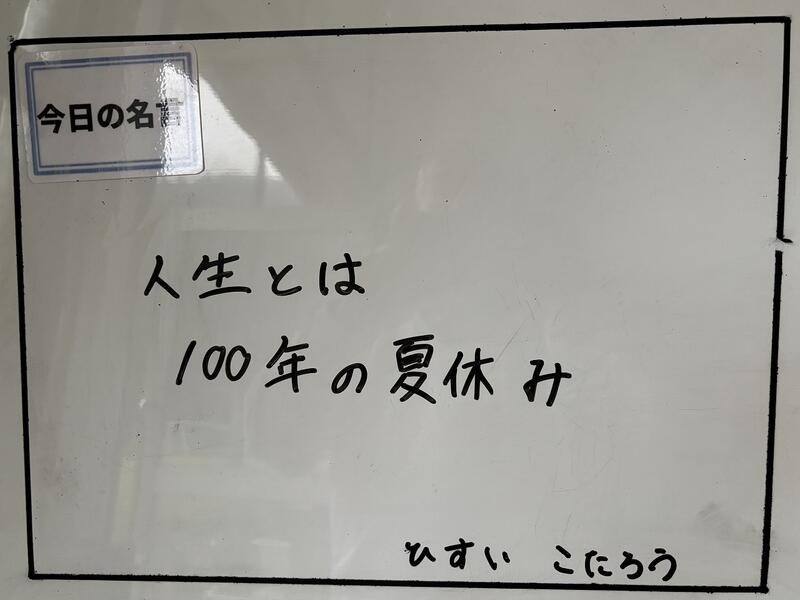 今日の名言
人生とは
100年の夏休み
ひすい こたろう